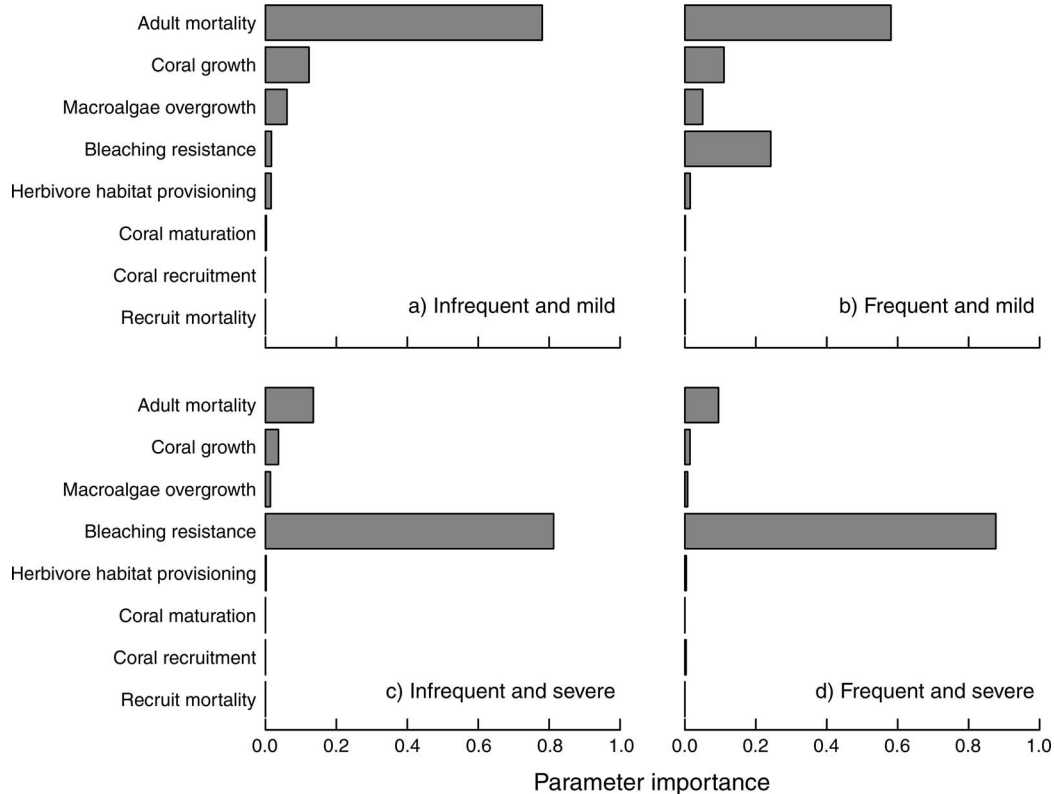 Adult mortality
Coral growth
Macroalgae overgrowth
Bleaching resistance
Herbivore habitat provisioning
Coral maturation
Coral recruitment
Recruit mortality
a) Infrequent and mild
b) Frequent and mild
Adult mortality
Coral growth
Macroalgae overgrowth
Bleaching resistance
Herbivore habitat provisioning
Coral maturation
Coral recruitment
Recruit mortality
c) Infrequent and severe
d) Frequent and severe
0.0 0.2 0.4 0.6 0.8 1.0
0.0 0.2 0.4 0.6 0.8 1.0
Parameter importance